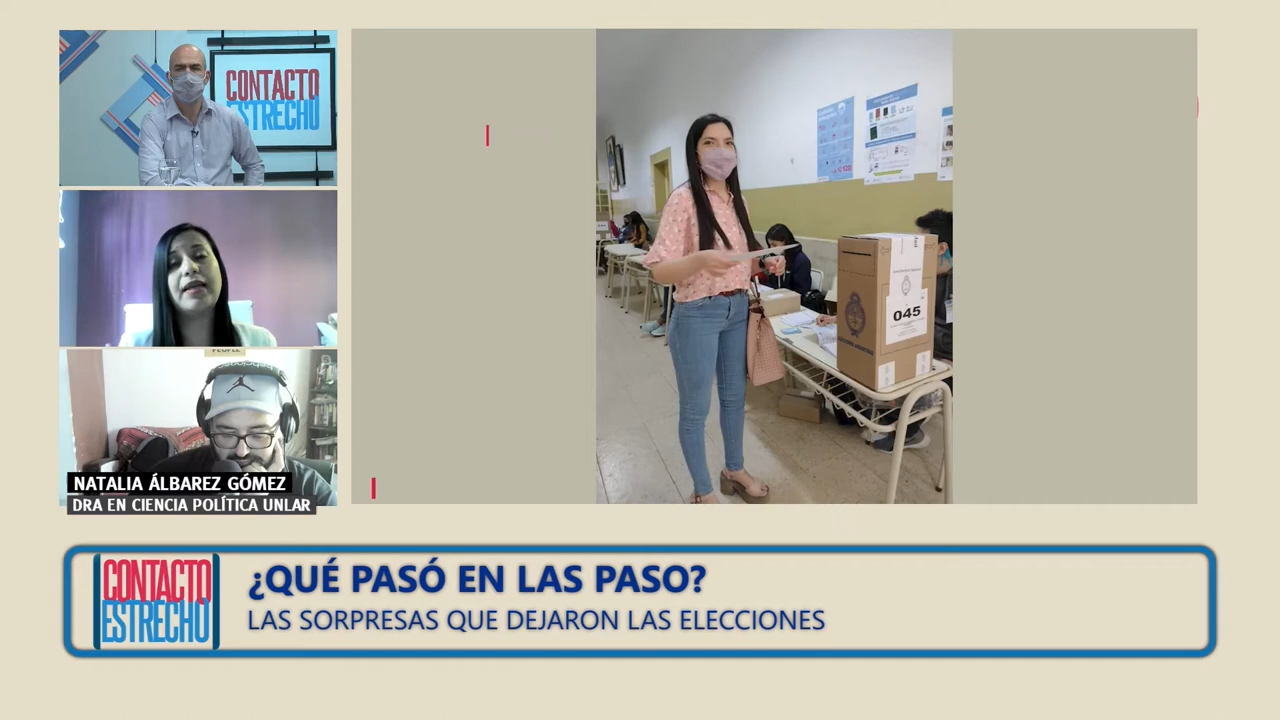 CONTACTO
ESTRECHO
045
PEOPLE
NATALIA ÁLBAREZ GÓMEZ
DRA EN CIENCIA POLÍTICA UNLAR
CONTACTO
ESTRECHO
¿QUÉ PASÓ EN LAS PASO?
LAS SORPRESAS QUE DEJARON LAS ELECCIONES